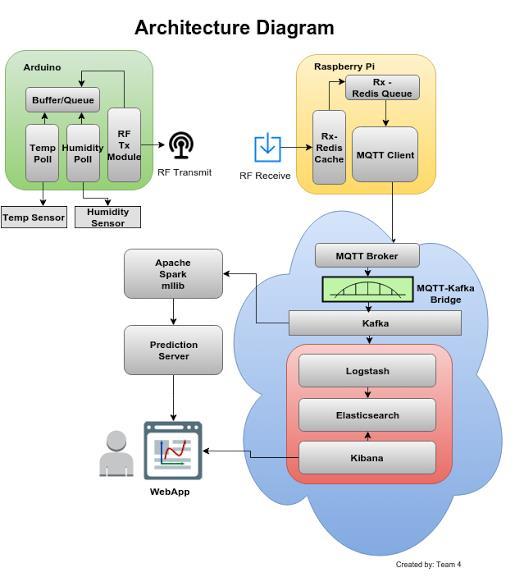 Architecture Diagram
Arduino
Buffer/Queue
Temp
Poll
Humidity
Poll
RF
Tx
Module
RF Transmit
Temp Sensor
Humidity
Sensor
Raspberry Pi
Rx -
Redis Queue
Rx-
Redis
Cache
MQTT Client
RF Receive
MQTT Broker
MQTT-Kafka
Bridge
Kafka
Apache
Spark
mllib
Prediction
Server
Logstash
Elasticsearch
Kibana
WebApp
Created by: Team 4